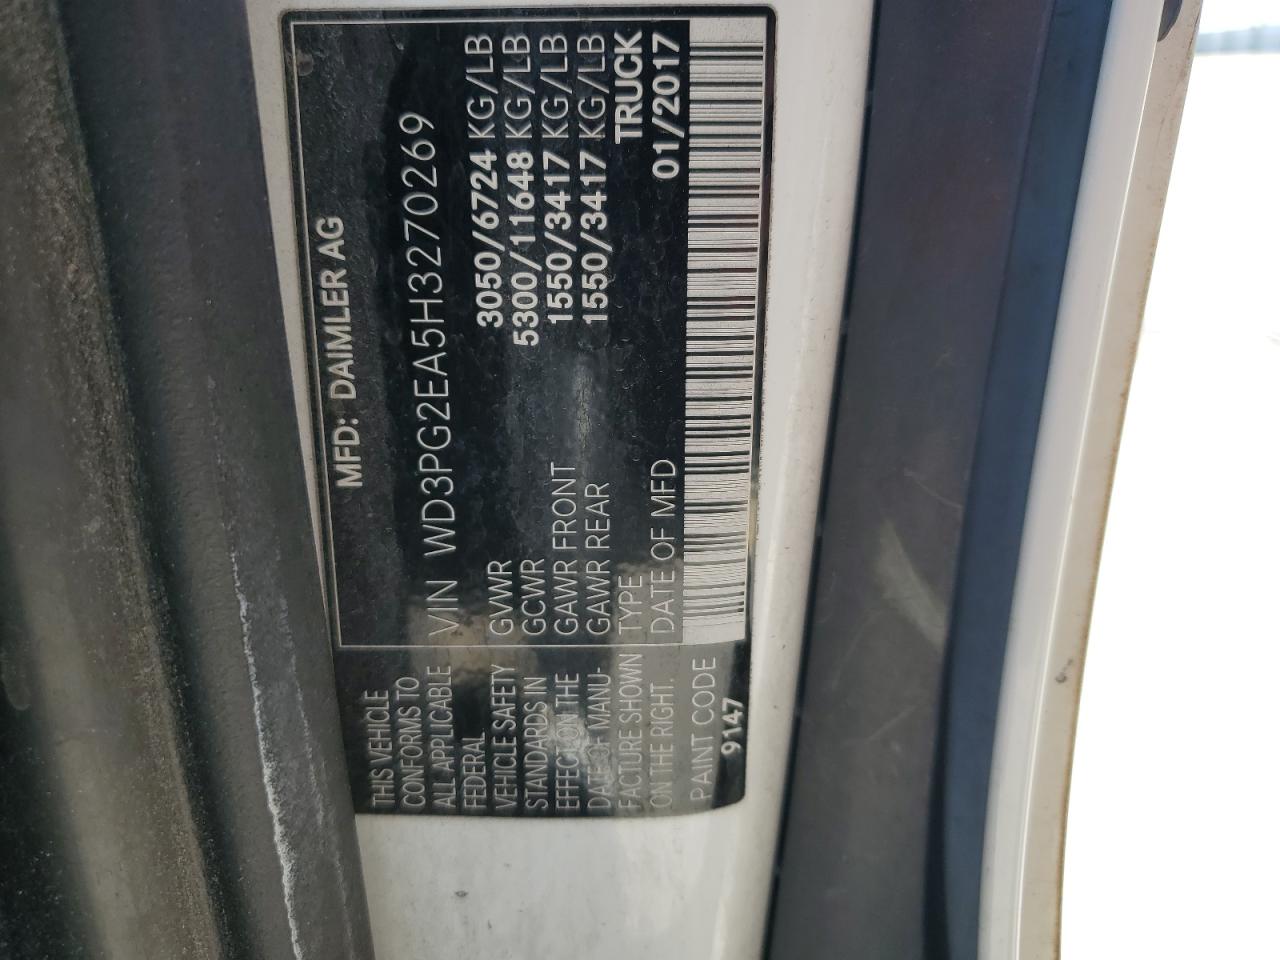 MFD: DAIMLER AG
VIN WD3PG2EA5H3270269
GVWR 3050/6724 KG/LB
GCWR 5300/11648 KG/LB
GAWR FRONT 1550/3417 KG/LB
GAWR REAR 1550/3417 KG/LB
TYPE TRUCK
DATE OF MFD 01/2017
THIS VEHICLE
CONFORMS TO
ALL APPLICABLE
FEDERAL
VEHICLE SAFETY
STANDARDS IN
EFFECT ON THE
DATE OF MANU-
FACTURE SHOWN
ON THE RIGHT.
PAINT CODE
9147